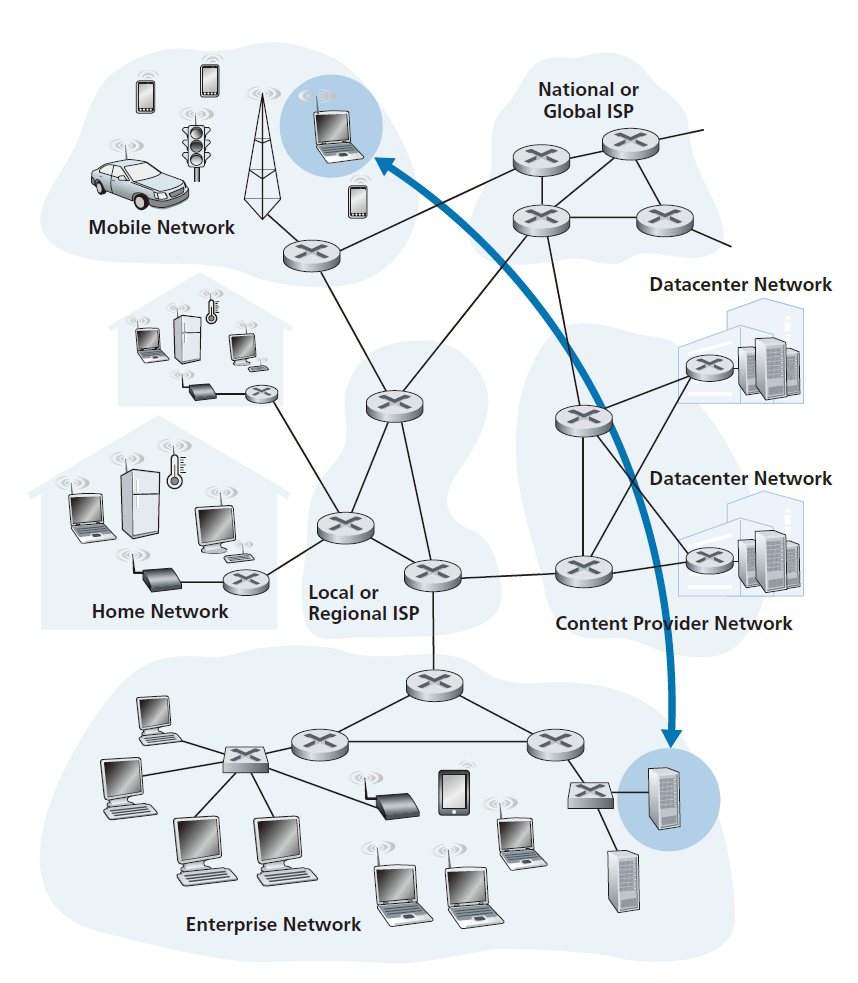 National or
Global ISP
Mobile Network
Datacenter Network
Datacenter Network
Home Network
Local or
Regional ISP
Content Provider Network
Enterprise Network